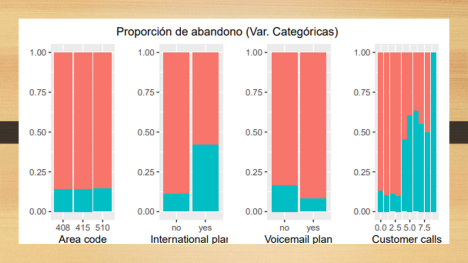 Proporción de abandono (Var. Categóricas)
1.00 1.00 1.00 1.00
0.75 0.75 0.75 0.75
0.50 0.50 0.50 0.50
0.25 0.25 0.25 0.25
0.00 0.00 0.00 0.00
408 415 510 no yes no yes 0.0 2.5 5.0 7.5
Area code International plan Voicemail plan Customer calls